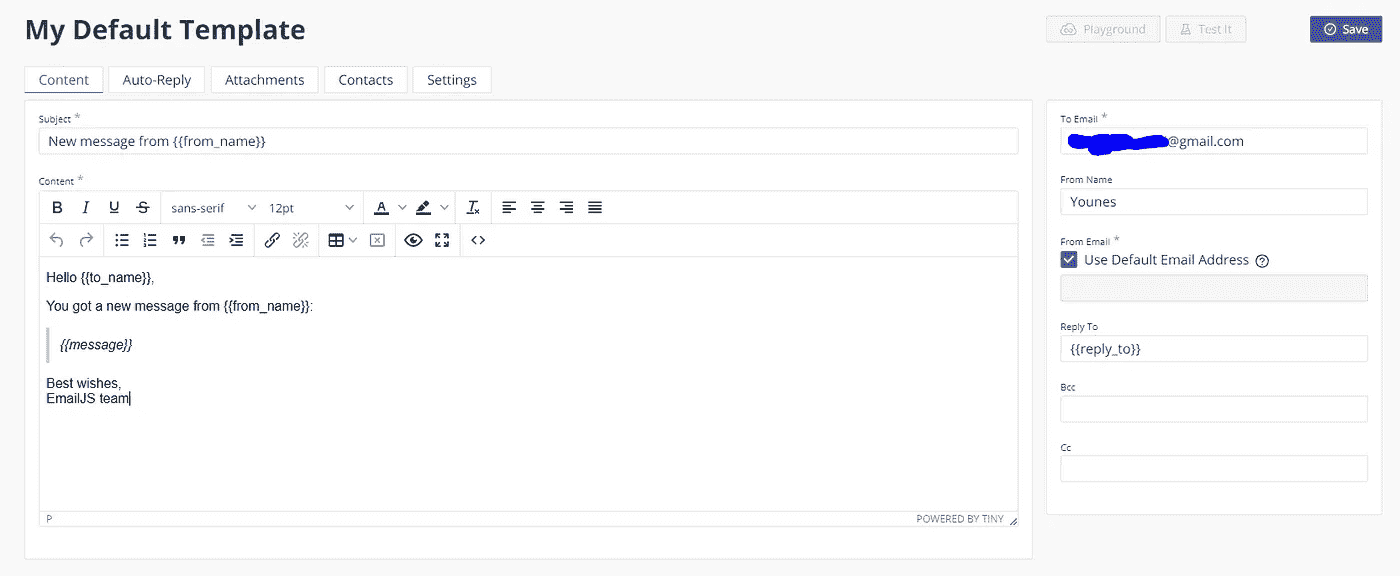 My Default Template
Playground
Test It
Save
Content
Auto-Reply
Attachments
Contacts
Settings
Subject *
New message from {{from_name}}
Content *
B I U S sans-serif 12pt A
Hello {{to_name}},
You got a new message from {{from_name}}:
{{message}}
Best wishes,
EmailJS team
P
POWERED BY TINY
To Email *
@gmail.com
From Name
Younes
From Email *
Use Default Email Address
Reply To
{{reply_to}}
Bcc
Cc